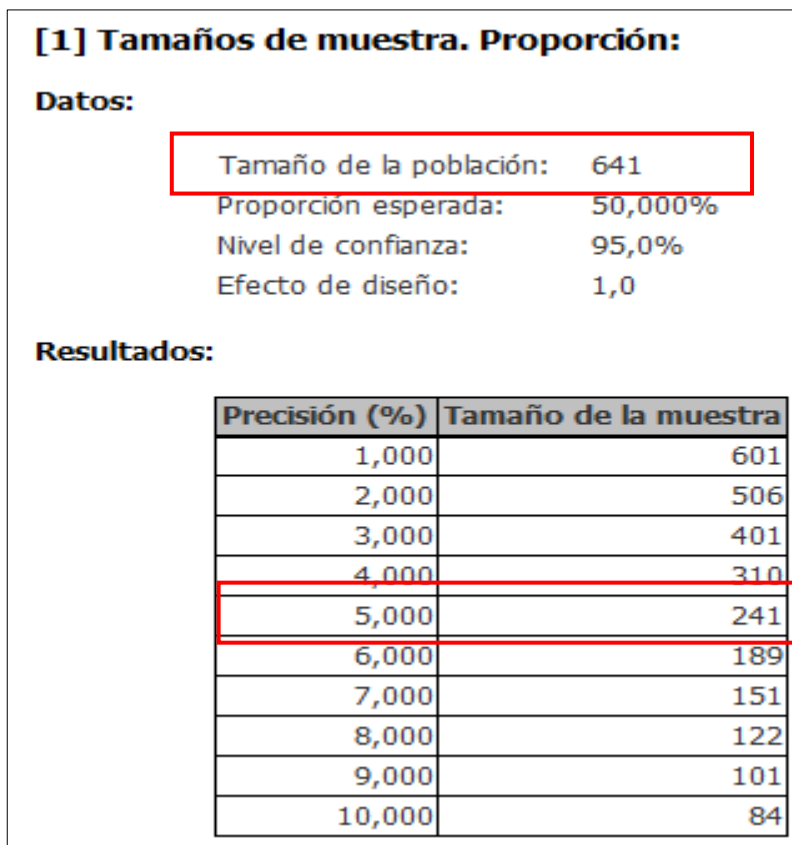 [1] Tamaños de muestra. Proporción:
Datos:
Tamaño de la población: 641
Proporción esperada: 50,000%
Nivel de confianza: 95,0%
Efecto de diseño: 1,0
Resultados:
Precisión (%) Tamaño de la muestra
1,000 601
2,000 506
3,000 401
4,000 310
5,000 241
6,000 189
7,000 151
8,000 122
9,000 101
10,000 84